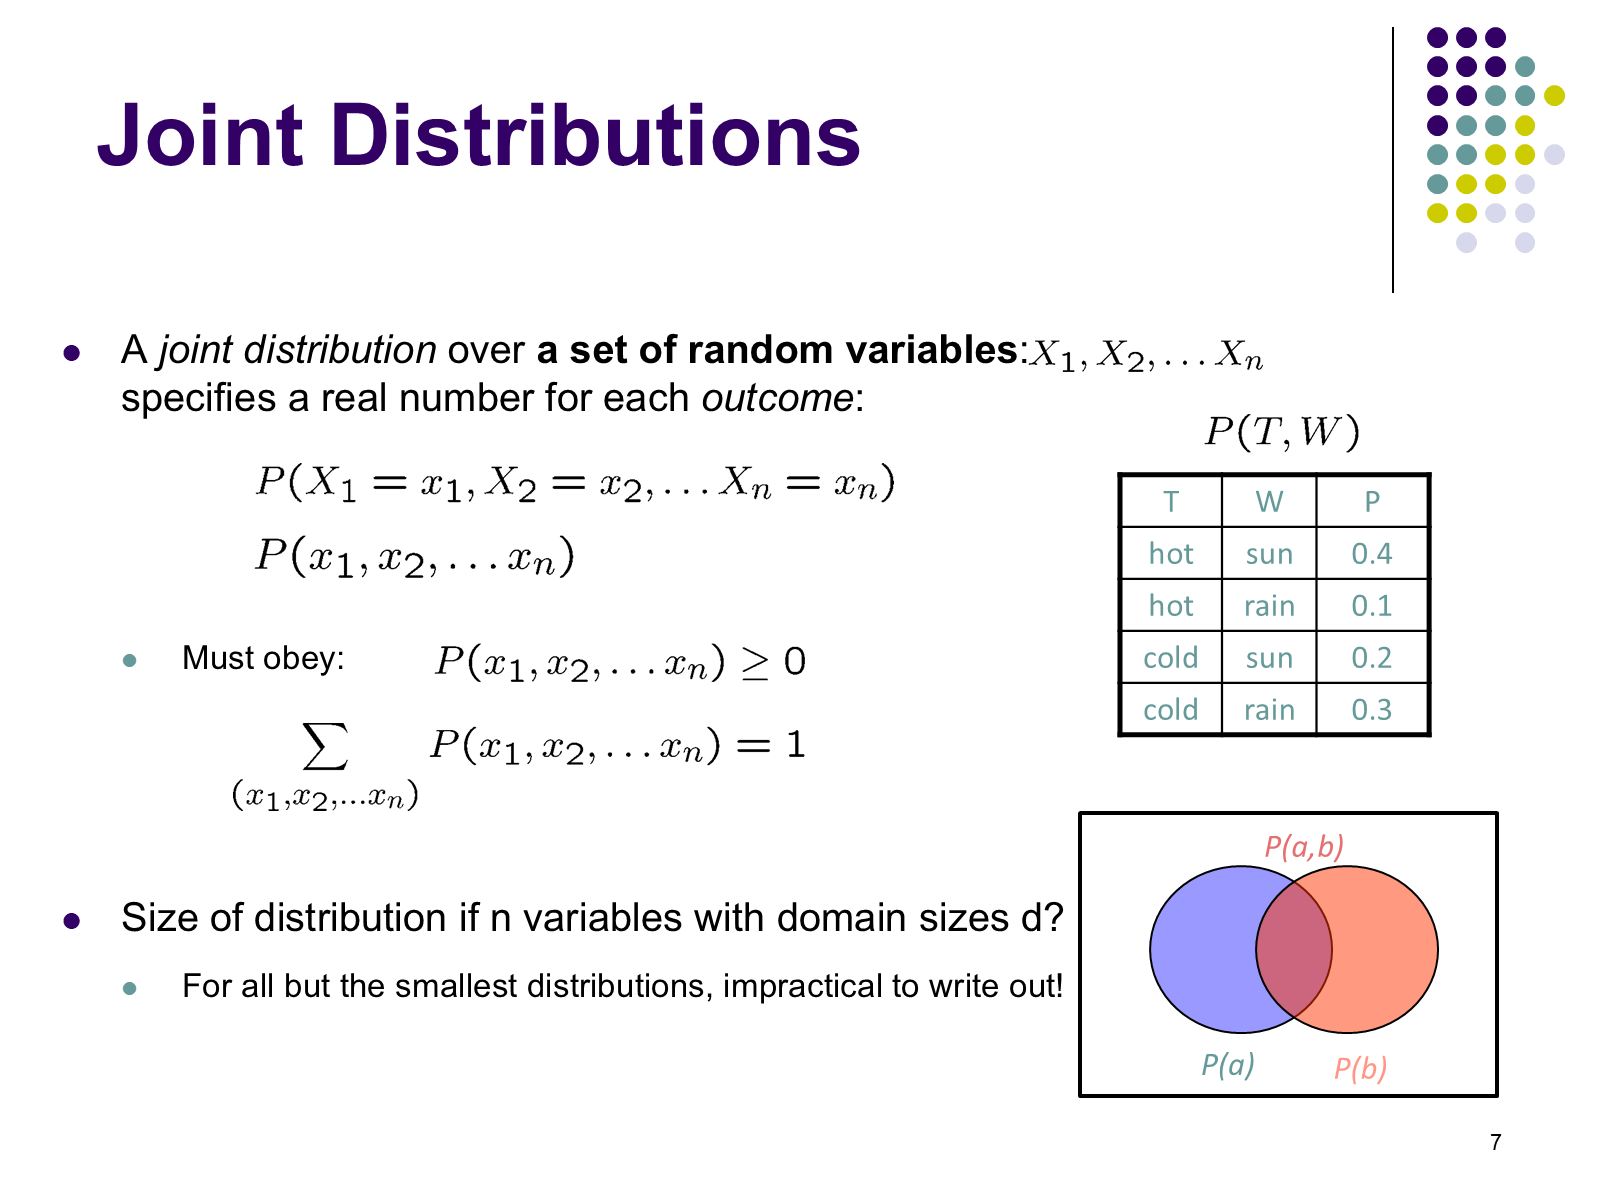 Joint Distributions
A joint distribution over a set of random variables: X₁, X₂, … Xₙ
specifies a real number for each outcome:
P(X₁ = x₁, X₂ = x₂, … Xₙ = xₙ)
P(x₁, x₂, … xₙ)
Must obey: P(x₁, x₂, … xₙ) ≥ 0
∑ P(x₁, x₂, … xₙ) = 1
(x₁,x₂,…xₙ)
P(T, W)
T W P
hot sun 0.4
hot rain 0.1
cold sun 0.2
cold rain 0.3
Size of distribution if n variables with domain sizes d?
For all but the smallest distributions, impractical to write out!
P(a,b)
P(a) P(b)
7